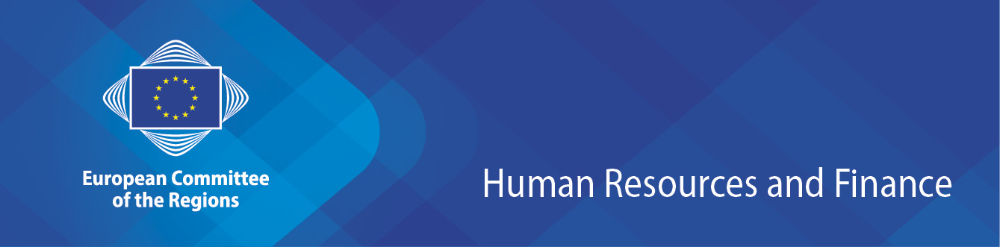 European Committee
of the Regions
Human Resources and Finance